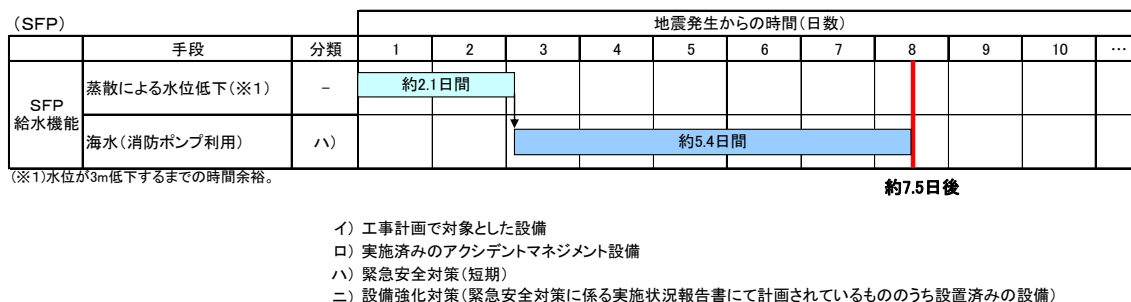 (SFP)
地震発生からの時間(日数)
手段 分類 1 2 3 4 5 6 7 8 9 10 …
SFP
給水機能
蒸散による水位低下(※1) - 約2.1日間
海水(消防ポンプ利用) ハ) 約5.4日間
(※1)水位が3m低下するまでの時間余裕。
約7.5日後
イ) 工事計画で対象とした設備
ロ) 実施済みのアクシデントマネジメント設備
ハ) 緊急安全対策(短期)
ニ) 設備強化対策(緊急安全対策に係る実施状況報告書にて計画されているもののうち設置済みの設備)